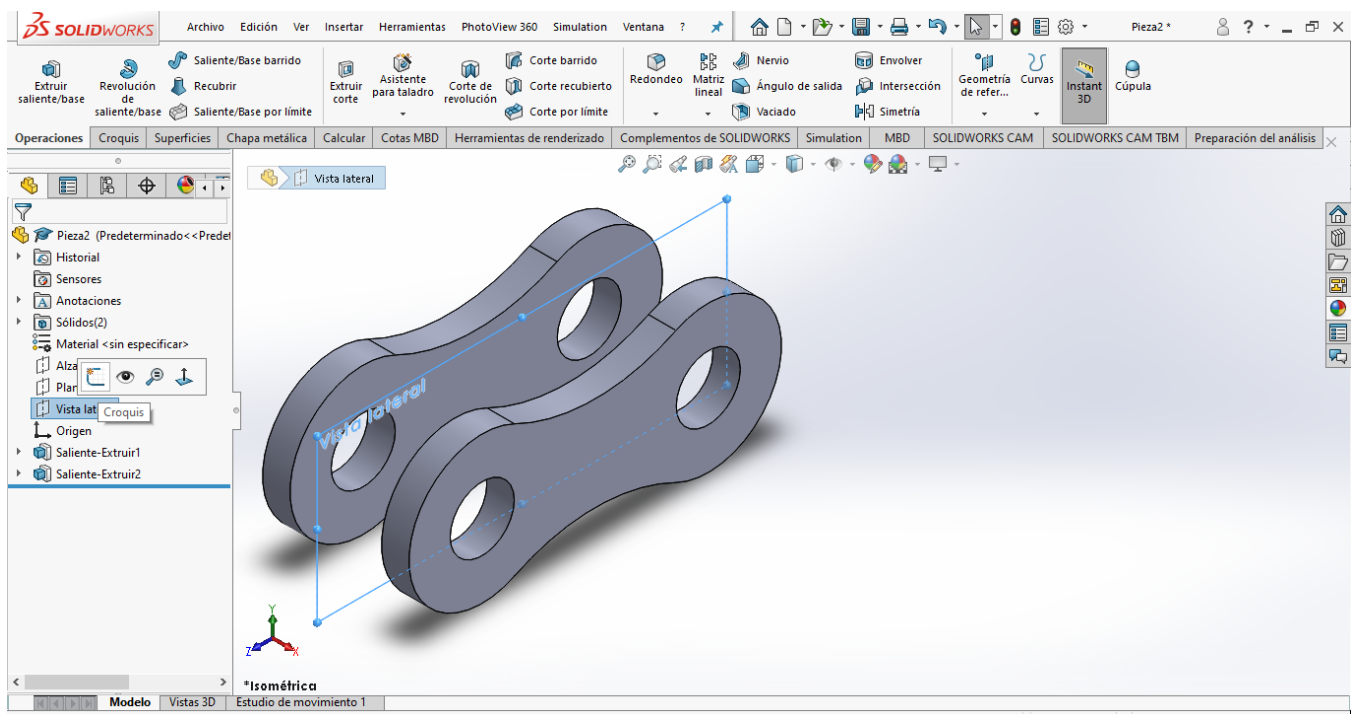 SOLIDWORKS Archivo Edición Ver Insertar Herramientas PhotoView 360 Simulation Ventana ? Pieza2 * ?
Extruir saliente/base
Revolución de saliente/base
Saliente/Base barrido
Recubrir
Saliente/Base por límite
Extruir corte
Asistente para taladro
Corte de revolución
Corte barrido
Corte recubierto
Corte por límite
Redondeo
Matriz lineal
Nervio
Ángulo de salida
Vaciado
Envolver
Intersección
Simetría
Geometría de refer...
Curvas
Instant 3D
Cúpula
Operaciones Croquis Superficies Chapa metálica Calcular Cotas MBD Herramientas de renderizado Complementos de SOLIDWORKS Simulation MBD SOLIDWORKS CAM SOLIDWORKS CAM TBM Preparación del análisis
Vista lateral
Pieza2 (Predeterminado<<Predet
Historial
Sensores
Anotaciones
Sólidos(2)
Material <sin especificar>
Alza
Plan
Vista lat
Croquis
Origen
Saliente-Extruir1
Saliente-Extruir2
Vista lateral
Y
Z
X
*Isométrica
Modelo Vistas 3D Estudio de movimiento 1